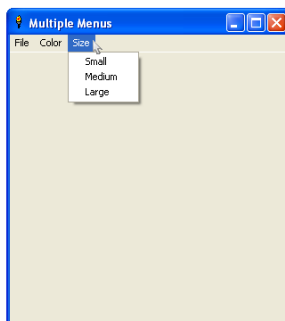 Multiple Menus
File Color Size
Small
Medium
Large